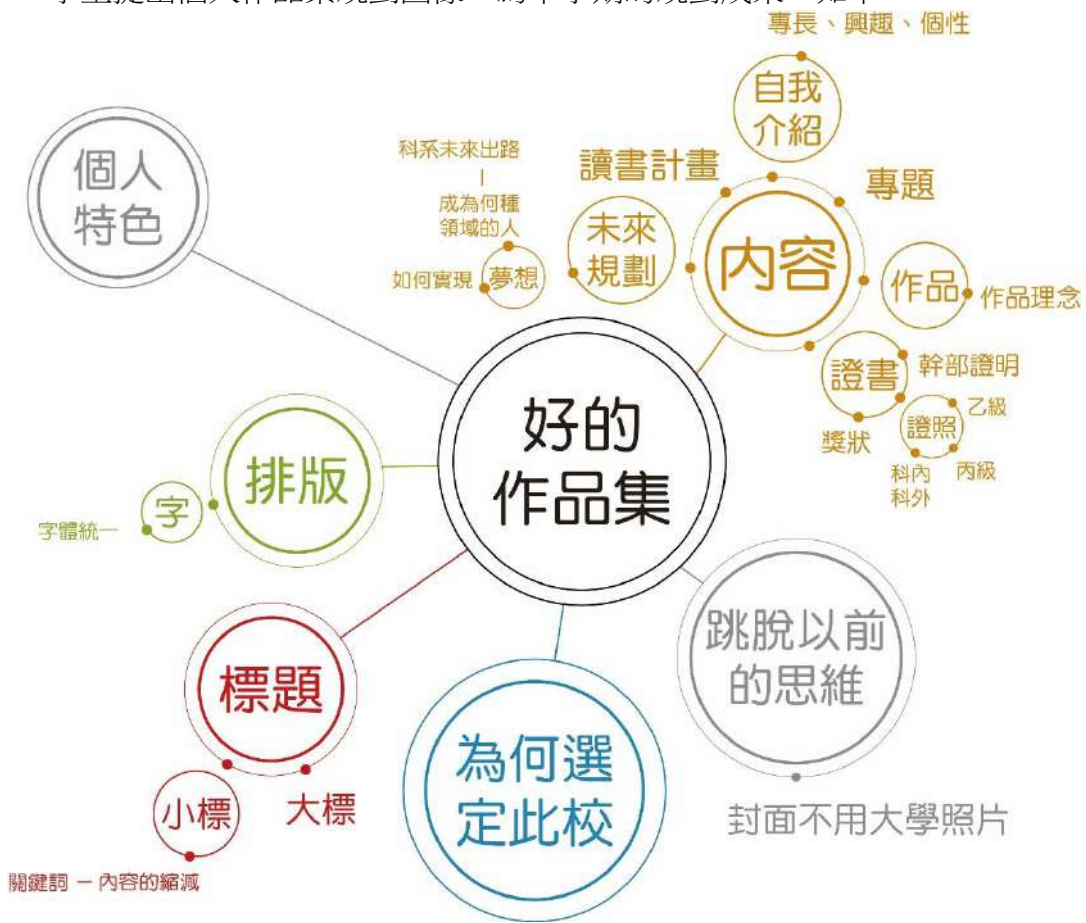 專長、興趣、個性
自我
介紹
個人
特色
科系未來出路
成為何種
領域的人
如何實現
夢想
讀書計畫
未來
規劃
專題
內容
作品
作品理念
證書
幹部證明
獎狀
證照
乙級
丙級
科內
科外
好的
作品集
排版
字
字體統一
標題
小標
大標
關鍵詞 – 內容的縮減
為何選
定此校
跳脫以前
的思維
封面不用大學照片